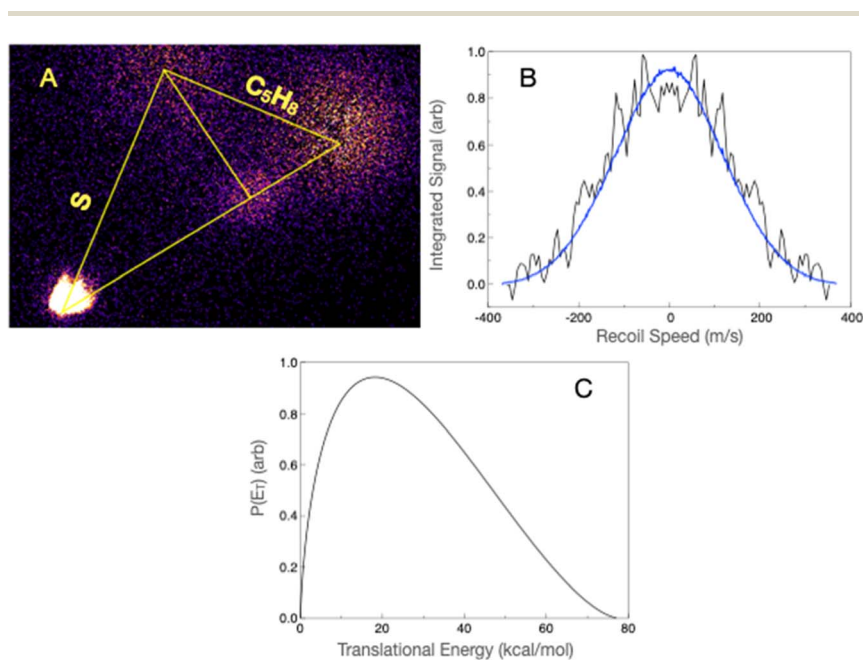 A
S
C₅H₈
B
Integrated Signal (arb)
1.0
0.8
0.6
0.4
0.2
0.0
-400
-200
0
200
400
Recoil Speed (m/s)
C
P(Eᴛ) (arb)
1.0
0.8
0.6
0.4
0.2
0.0
0
20
40
60
80
Translational Energy (kcal/mol)